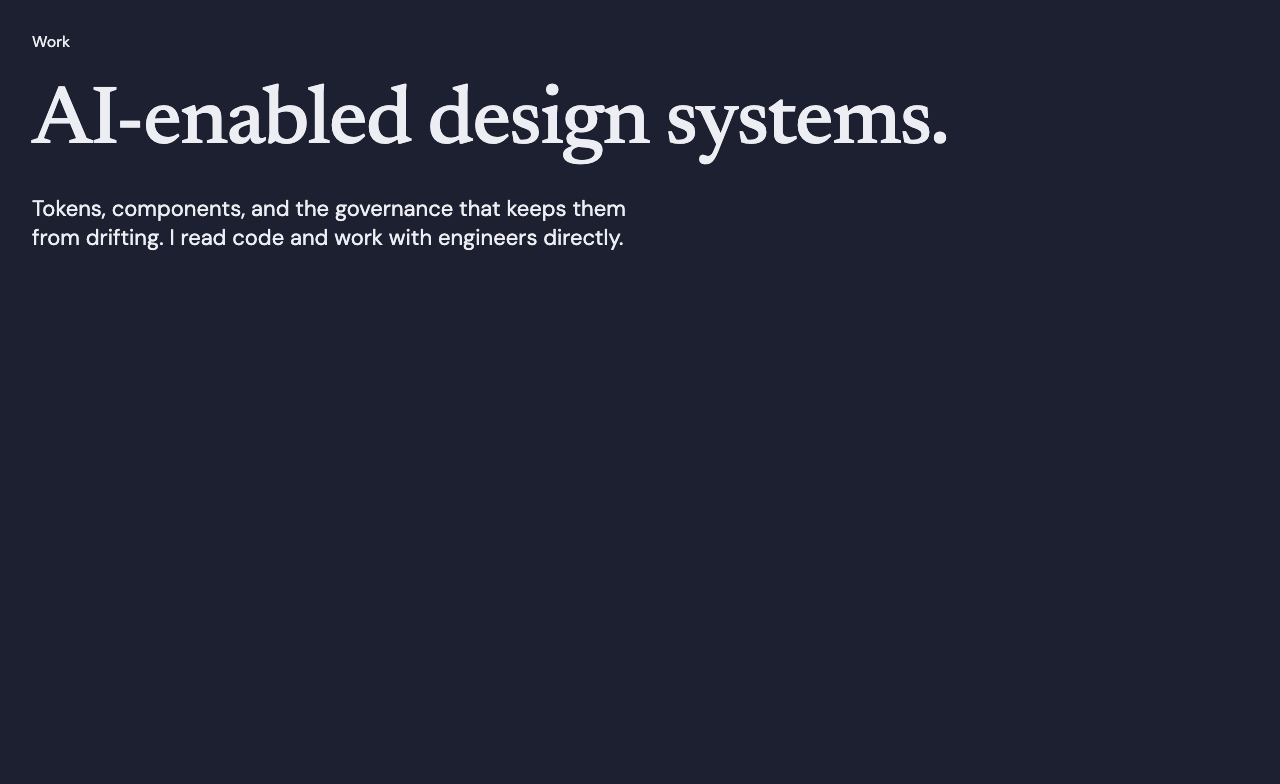 Work
AI-enabled design systems.
Tokens, components, and the governance that keeps them
from drifting. I read code and work with engineers directly.